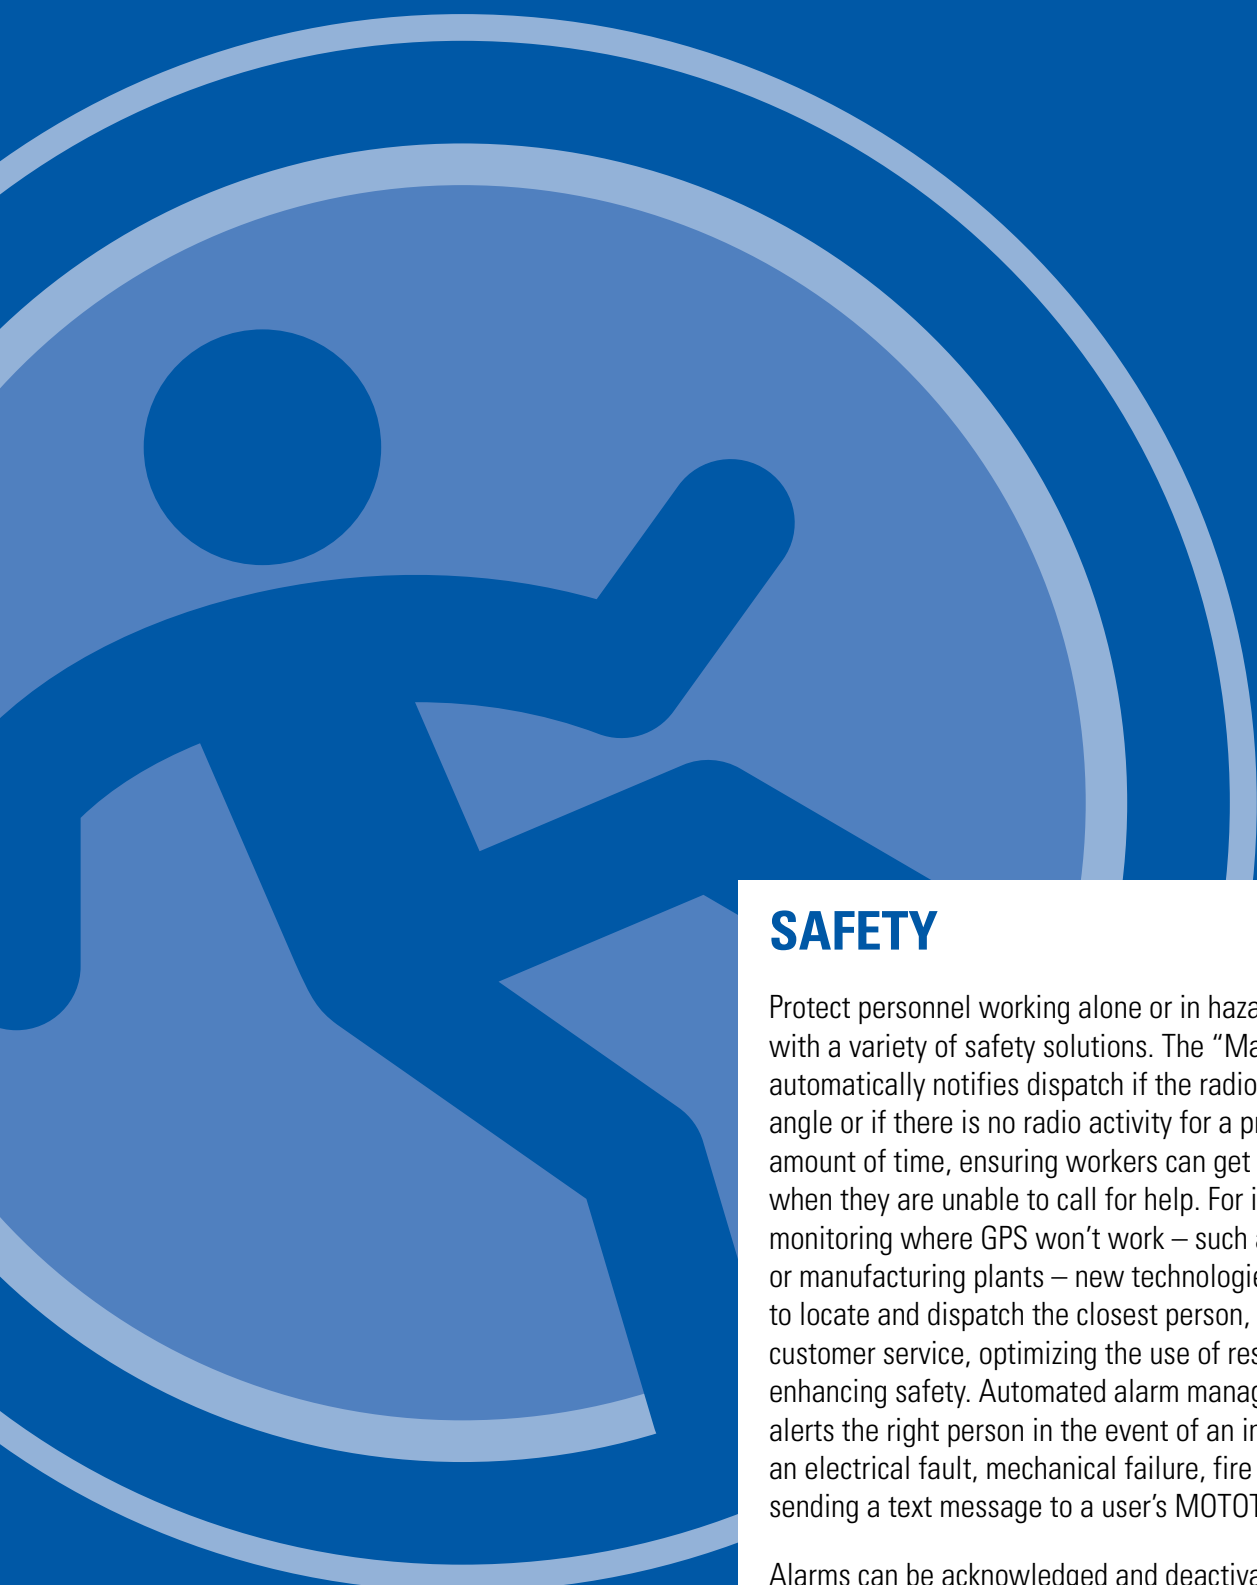 SAFETY
Protect personnel working alone or in haza
with a variety of safety solutions. The “Ma
automatically notifies dispatch if the radio
angle or if there is no radio activity for a pr
amount of time, ensuring workers can get
when they are unable to call for help. For i
monitoring where GPS won’t work – such a
or manufacturing plants – new technologie
to locate and dispatch the closest person,
customer service, optimizing the use of res
enhancing safety. Automated alarm manag
alerts the right person in the event of an in
an electrical fault, mechanical failure, fire
sending a text message to a user’s MOTOT
Alarms can be acknowledged and deactiva